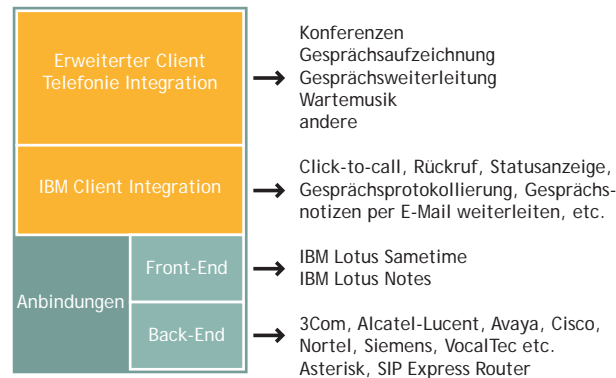 Erweiterter Client
Telefonie Integration
Konferenzen
Gesprächsaufzeichnung
Gesprächsweiterleitung
Wartemusik
andere
IBM Client Integration
Click-to-call, Rückruf, Statusanzeige,
Gesprächsprotokollierung, Gesprächs-
notizen per E-Mail weiterleiten, etc.
Anbindungen
Front-End
IBM Lotus Sametime
IBM Lotus Notes
Back-End
3Com, Alcatel-Lucent, Avaya, Cisco,
Nortel, Siemens, VocalTec etc.
Asterisk, SIP Express Router